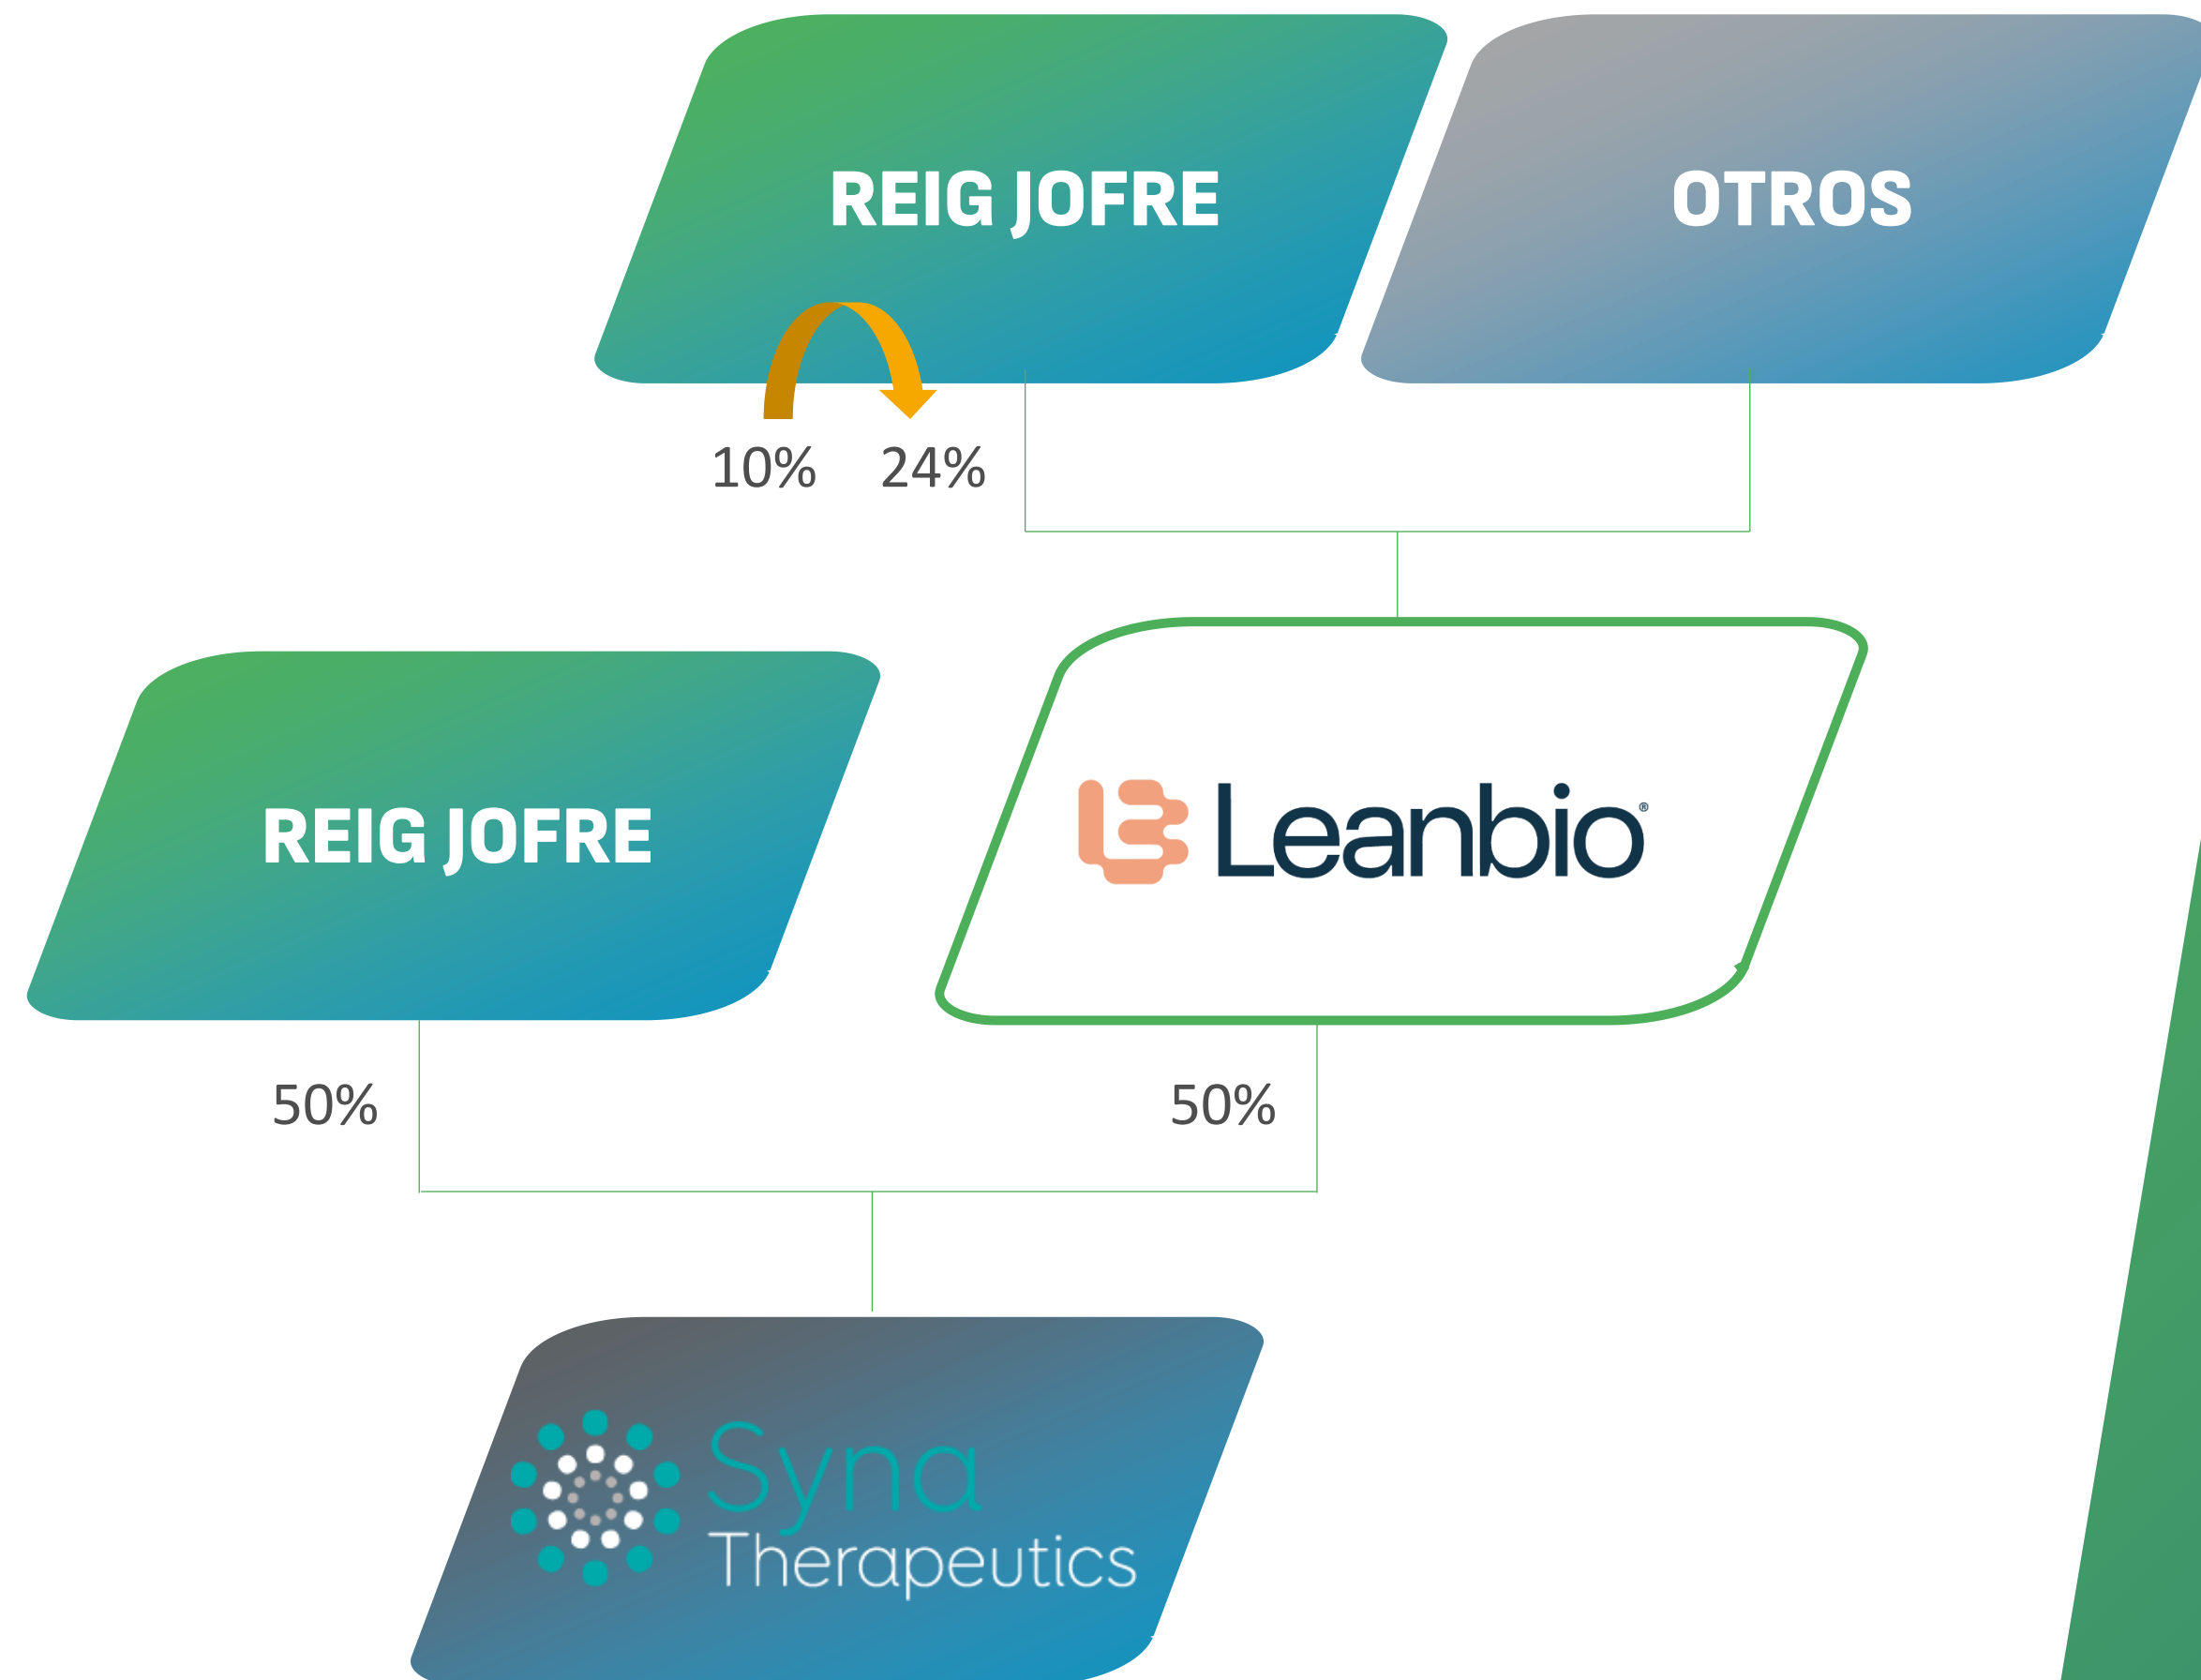 REIG JOFRE
OTROS
10% 24%
REIG JOFRE
Leanbio®
50%
50%
Syna
Therapeutics